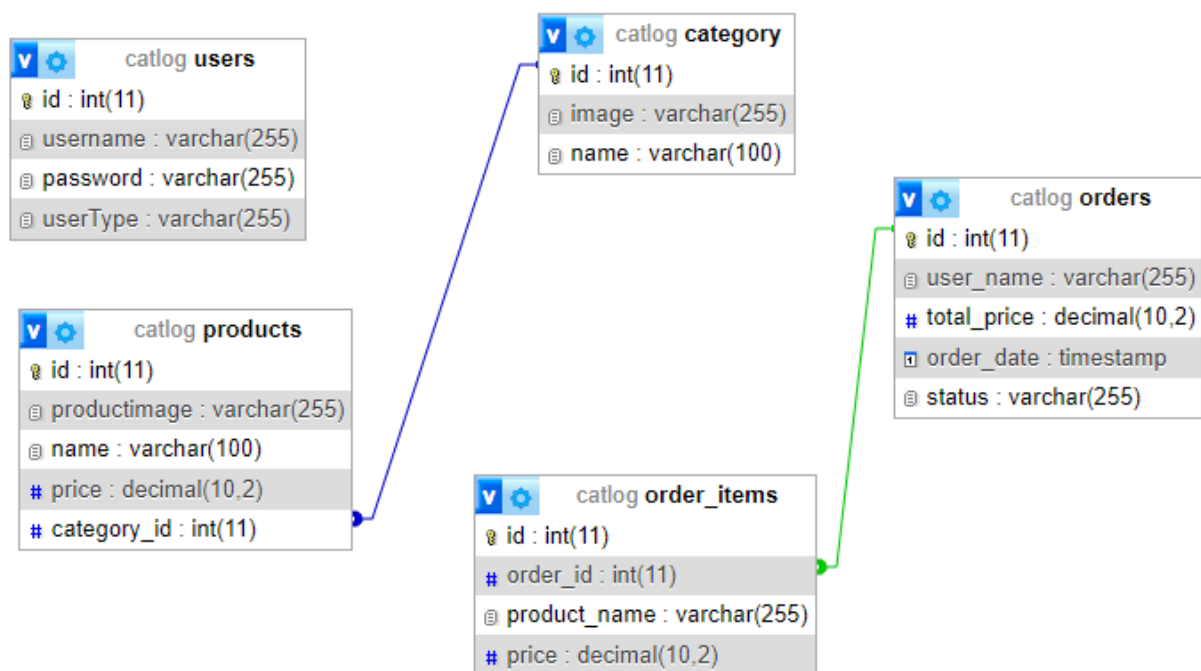 v catlog users
id : int(11)
username : varchar(255)
password : varchar(255)
userType : varchar(255)
v catlog category
id : int(11)
image : varchar(255)
name : varchar(100)
v catlog orders
id : int(11)
user_name : varchar(255)
# total_price : decimal(10,2)
1 order_date : timestamp
status : varchar(255)
v catlog products
id : int(11)
productimage : varchar(255)
name : varchar(100)
# price : decimal(10,2)
# category_id : int(11)
v catlog order_items
id : int(11)
# order_id : int(11)
product_name : varchar(255)
# price : decimal(10,2)